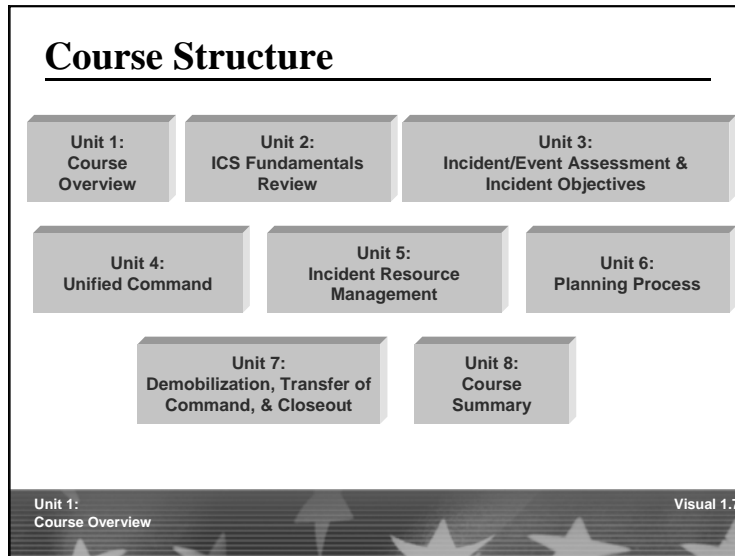 Course Structure
Unit 1:
Course
Overview
Unit 2:
ICS Fundamentals
Review
Unit 3:
Incident/Event Assessment &
Incident Objectives
Unit 4:
Unified Command
Unit 5:
Incident Resource
Management
Unit 6:
Planning Process
Unit 7:
Demobilization, Transfer of
Command, & Closeout
Unit 8:
Course
Summary
Unit 1:
Course Overview
Visual 1.7